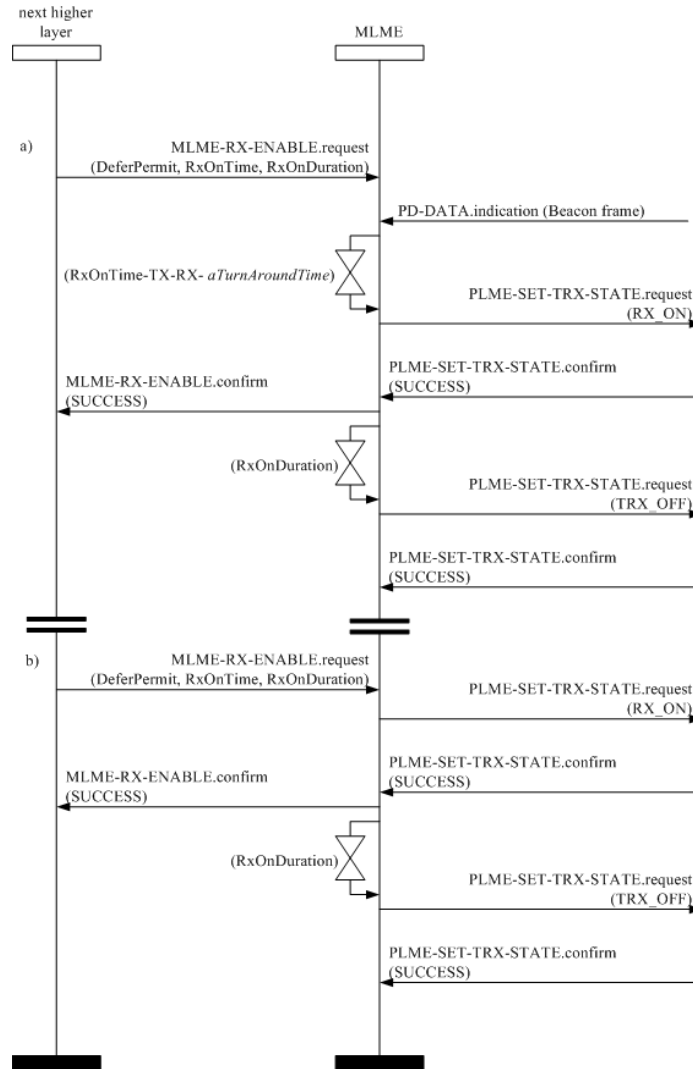 next higher
layer
MLME
a)
MLME-RX-ENABLE.request
(DeferPermit, RxOnTime, RxOnDuration)
PD-DATA.indication (Beacon frame)
(RxOnTime-TX-RX- aTurnAroundTime)
PLME-SET-TRX-STATE.request
(RX_ON)
MLME-RX-ENABLE.confirm
(SUCCESS)
PLME-SET-TRX-STATE.confirm
(SUCCESS)
(RxOnDuration)
PLME-SET-TRX-STATE.request
(TRX_OFF)
PLME-SET-TRX-STATE.confirm
(SUCCESS)
b)
MLME-RX-ENABLE.request
(DeferPermit, RxOnTime, RxOnDuration)
PLME-SET-TRX-STATE.request
(RX_ON)
MLME-RX-ENABLE.confirm
(SUCCESS)
PLME-SET-TRX-STATE.confirm
(SUCCESS)
(RxOnDuration)
PLME-SET-TRX-STATE.request
(TRX_OFF)
PLME-SET-TRX-STATE.confirm
(SUCCESS)